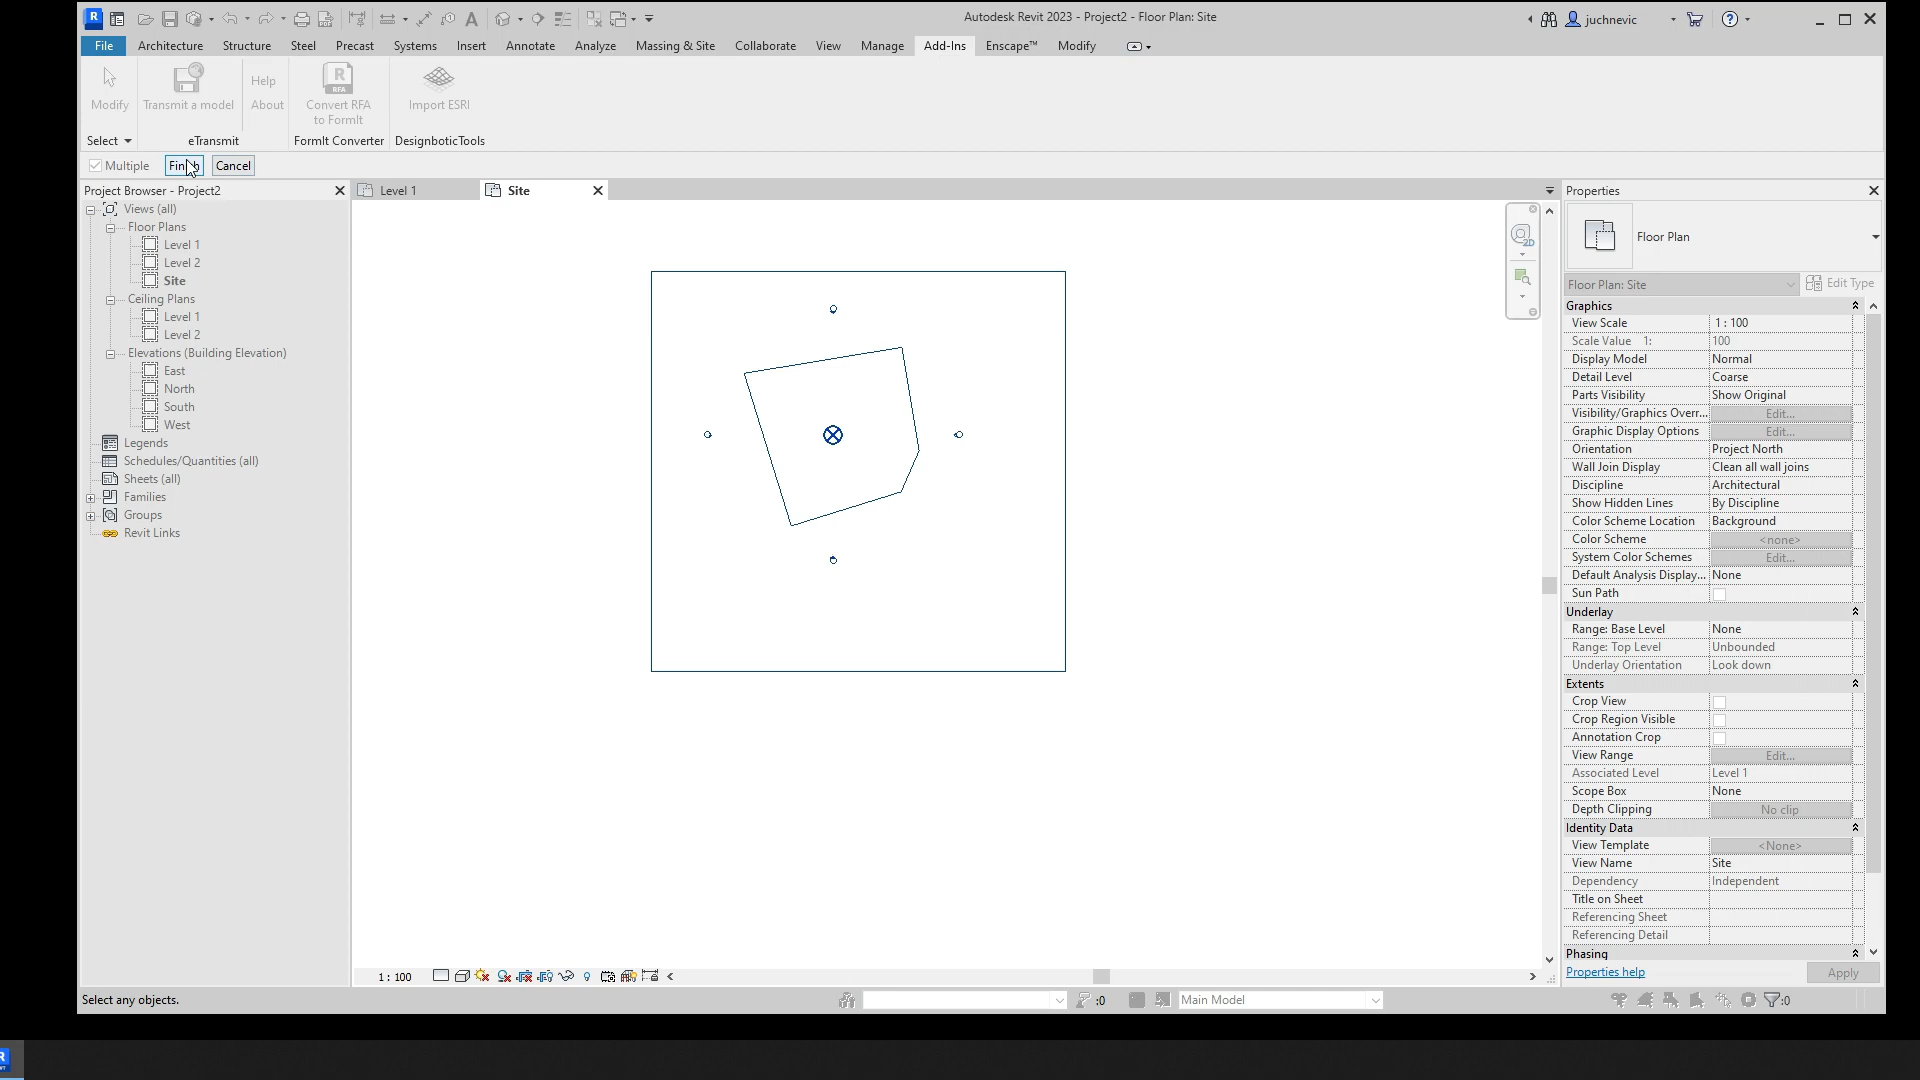 Autodesk Revit 2023 - Project2 - Floor Plan: Site
juchnevic
File Architecture Structure Steel Precast Systems Insert Annotate Analyze Massing & Site Collaborate View Manage Add-Ins Enscape™ Modify
Modify
Transmit a model
Help
About
Convert RFA
to FormIt
Import ESRI
Select
eTransmit
FormIt Converter
DesignboticTools
Multiple
Cancel
Project Browser - Project2
Views (all)
Floor Plans
Level 1
Level 2
Site
Ceiling Plans
Level 1
Level 2
Elevations (Building Elevation)
East
North
South
West
Legends
Schedules/Quantities (all)
Sheets (all)
Families
Groups
Revit Links
Level 1
Site
2D
Properties
Floor Plan
Floor Plan: Site
Edit Type
Graphics
View Scale 1 : 100
Scale Value 1: 100
Display Model Normal
Detail Level Coarse
Parts Visibility Show Original
Visibility/Graphics Overr... Edit...
Graphic Display Options Edit...
Orientation Project North
Wall Join Display Clean all wall joins
Discipline Architectural
Show Hidden Lines By Discipline
Color Scheme Location Background
Color Scheme <none>
System Color Schemes Edit...
Default Analysis Display... None
Sun Path
Underlay
Range: Base Level None
Range: Top Level Unbounded
Underlay Orientation Look down
Extents
Crop View
Crop Region Visible
Annotation Crop
View Range Edit...
Associated Level Level 1
Scope Box None
Depth Clipping No clip
Identity Data
View Template <None>
View Name Site
Dependency Independent
Title on Sheet
Referencing Sheet
Referencing Detail
Phasing
Properties help
Apply
1 : 100
Select any objects.
:0
Main Model
:0